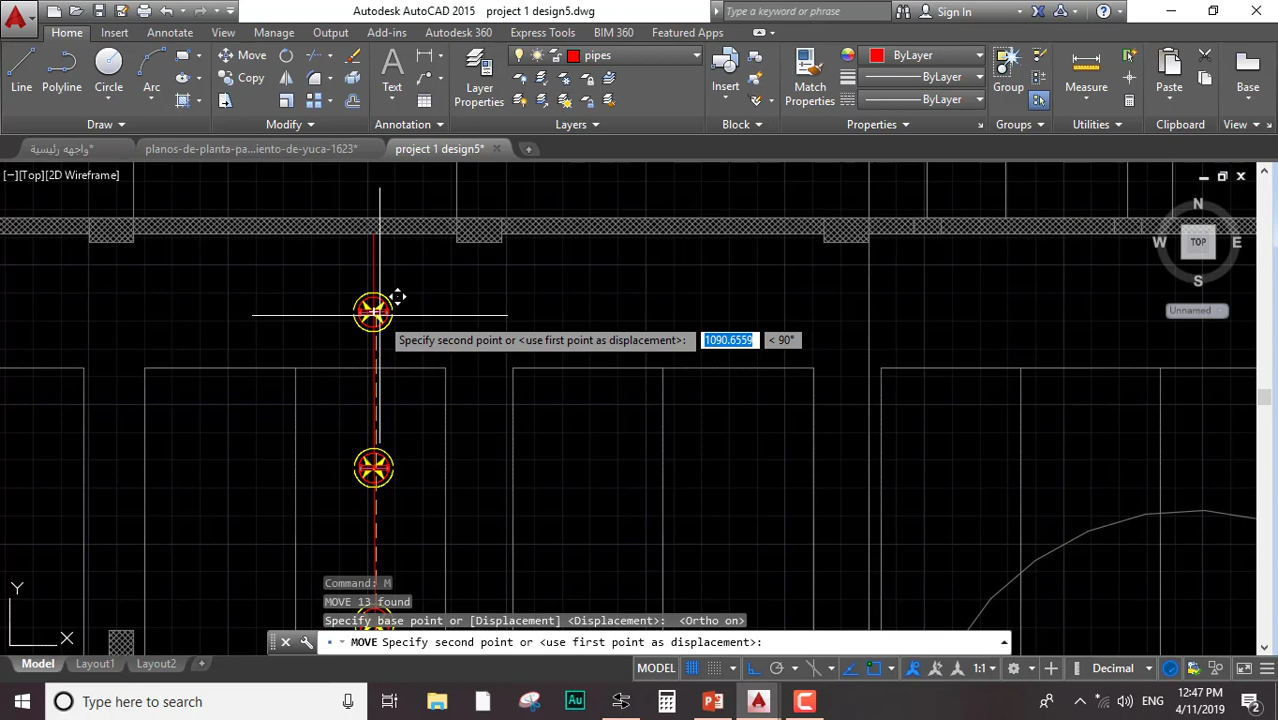 Autodesk AutoCAD 2015 project 1 design5.dwg
Type a keyword or phrase
Sign In
Home Insert Annotate View Manage Output Add-ins Autodesk 360 Express Tools BIM 360 Featured Apps
Line Polyline Circle Arc
Move
Copy
Text
Layer Properties
pipes
Insert
Match Properties
ByLayer
ByLayer
ByLayer
Group
Measure
Paste
Base
Draw Modify Annotation Layers Block Properties Groups Utilities Clipboard View
واجهه رئيسية* planos-de-planta-pa...iento-de-yuca-1623* project 1 design5*
[−][Top][2D Wireframe]
N
W TOP E
S
Unnamed
Specify second point or <use first point as displacement>: 1090.6559 < 90°
Y
X
Command: M
MOVE 13 found
Specify base point or [Displacement] <Displacement>: <Ortho on>
MOVE Specify second point or <use first point as displacement>:
Model Layout1 Layout2 +
MODEL 1:1 Decimal
Type here to search
Au
ENG
12:47 PM
4/11/2019
2